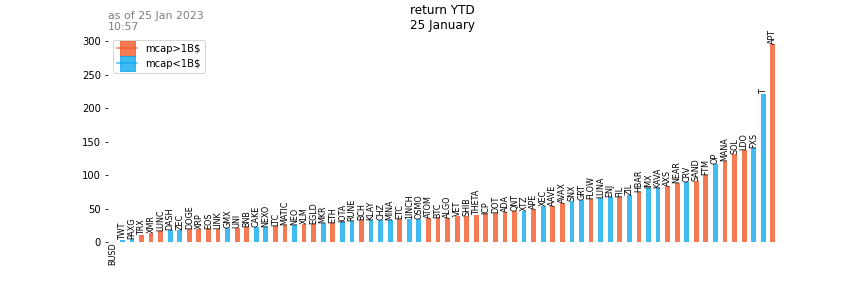 as of 25 Jan 2023
10:57
return YTD
25 January
mcap>1B$
mcap<1B$
300
250
200
150
100
50
0
BUSD
TWT
PAXG
TRX
XMR
LUNC
DASH
ZEC
DOGE
XRP
EOS
LINK
GMX
UNI
BNB
CAKE
NEXO
LTC
MATIC
NEO
XLM
EGLD
MKR
ETH
IOTA
RUNE
BCH
KLAY
CHZ
MINA
ETC
1INCH
OSMO
ATOM
BTC
ALGO
VET
SHIB
THETA
ICP
DOT
ADA
QNT
XTZ
APE
XEC
AAVE
AVAX
SNX
GRT
FLOW
LUNA
ENJ
FIL
ZIL
HBAR
IMX
KAVA
AXS
NEAR
CRV
SAND
FTM
OP
MANA
SOL
LDO
FXS
T
APT